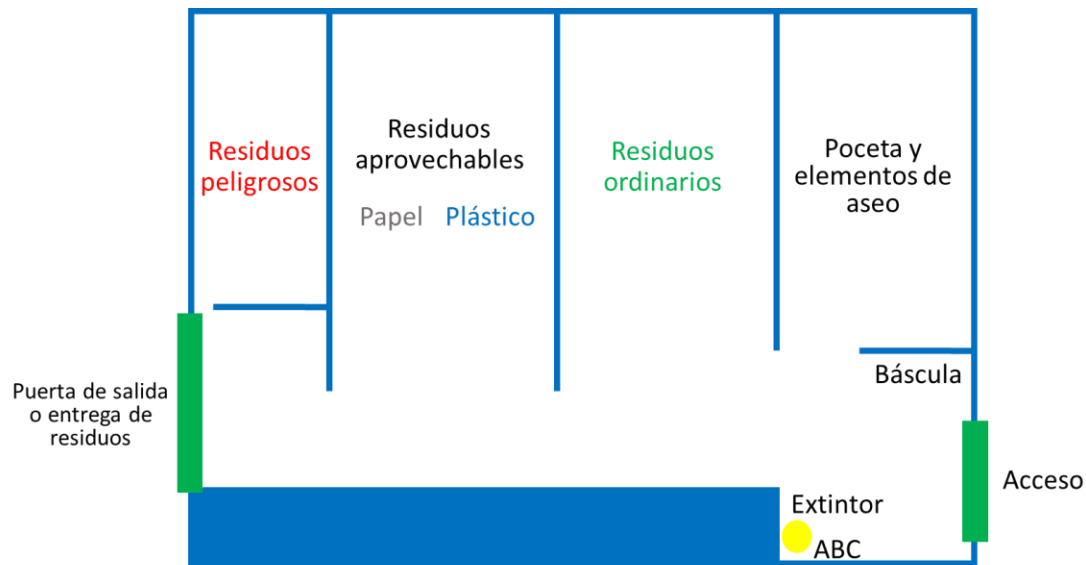 Residuos
peligrosos
Residuos
aprovechables
Papel Plástico
Residuos
ordinarios
Poceta y
elementos de
aseo
Puerta de salida
o entrega de
residuos
Báscula
Acceso
Extintor
ABC